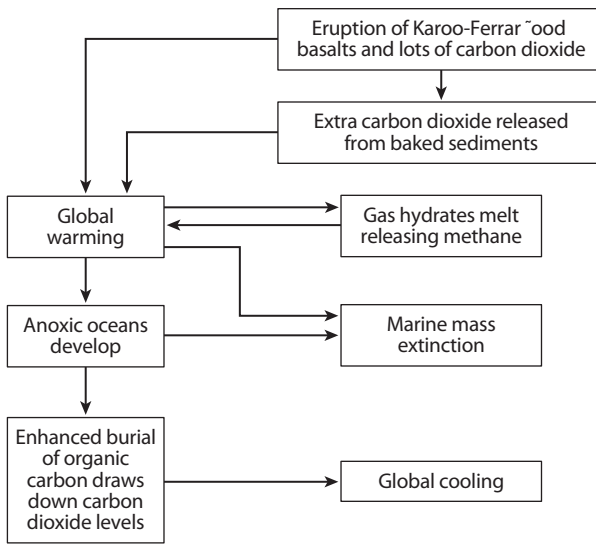 Eruption of Karoo-Ferrar ˜ood
basalts and lots of carbon dioxide
Extra carbon dioxide released
from baked sediments
Global
warming
Gas hydrates melt
releasing methane
Anoxic oceans
develop
Marine mass
extinction
Enhanced burial
of organic
carbon draws
down carbon
dioxide levels
Global cooling